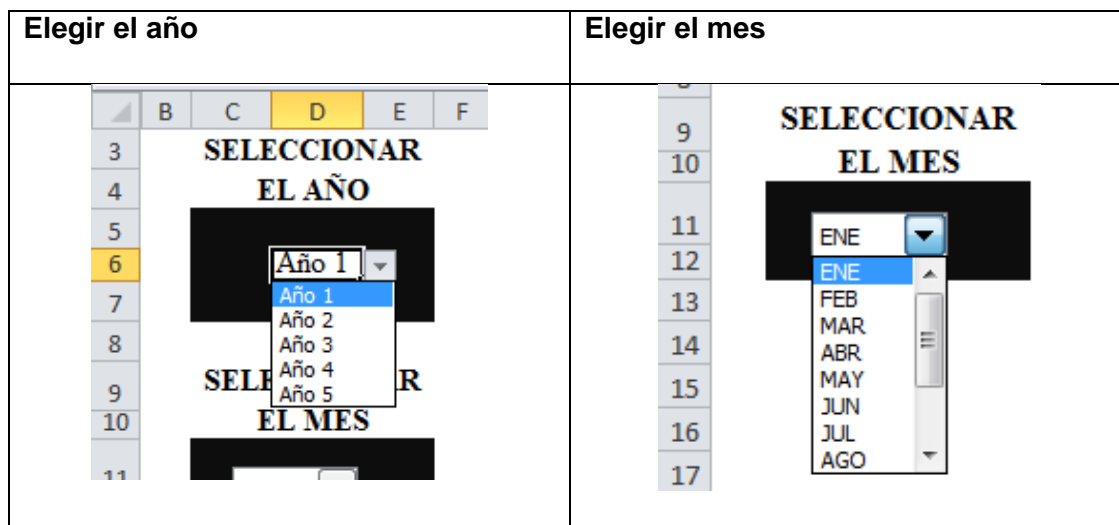 Elegir el año
Elegir el mes
B C D E F
3 SELECCIONAR
4 EL AÑO
5
6 Año 1
7 Año 1
Año 2
8 Año 3
Año 4
9 SELE R
Año 5
10 EL MES
9 SELECCIONAR
10 EL MES
11 ENE
12 ENE
13 FEB
MAR
14 ABR
15 MAY
JUN
16 JUL
AGO
17